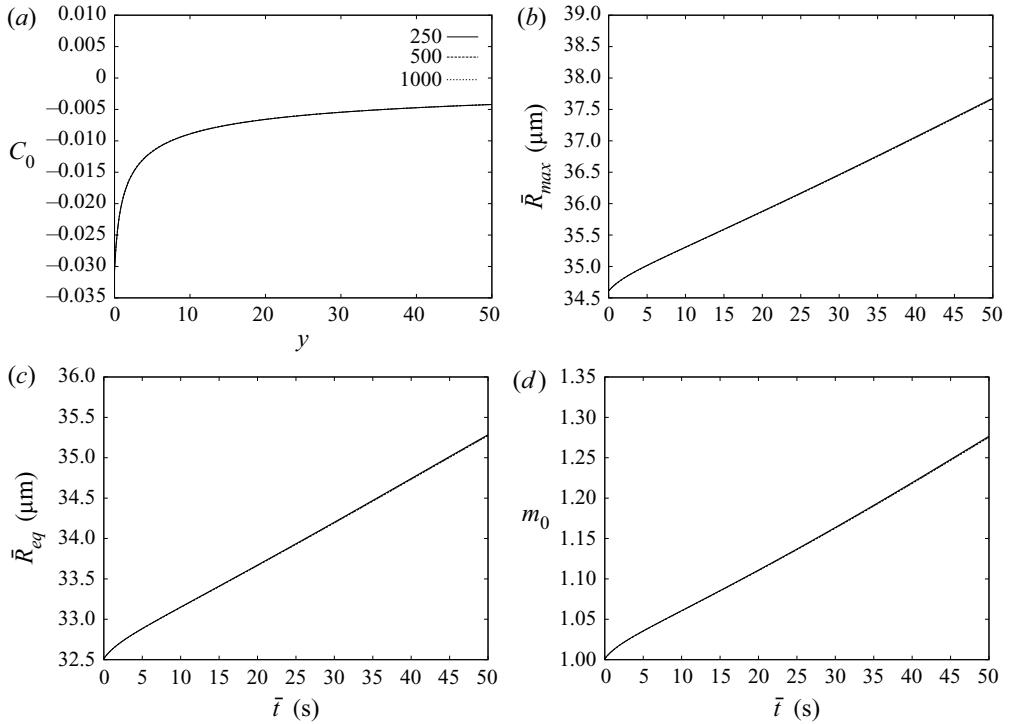 (a)
0.010
0.005
0
–0.005
–0.010
–0.015
–0.020
–0.025
–0.030
–0.035
C0
0 10 20 30 40 50
y
250
500
1000
(b)
39.0
38.5
38.0
37.5
37.0
36.5
36.0
35.5
35.0
34.5
R̄max (μm)
0 5 10 15 20 25 30 35 40 45 50
(c)
36.0
35.5
35.0
34.5
34.0
33.5
33.0
32.5
R̄eq (μm)
0 5 10 15 20 25 30 35 40 45 50
t̄ (s)
(d)
1.35
1.30
1.25
1.20
1.15
1.10
1.05
1.00
m0
0 5 10 15 20 25 30 35 40 45 50
t̄ (s)